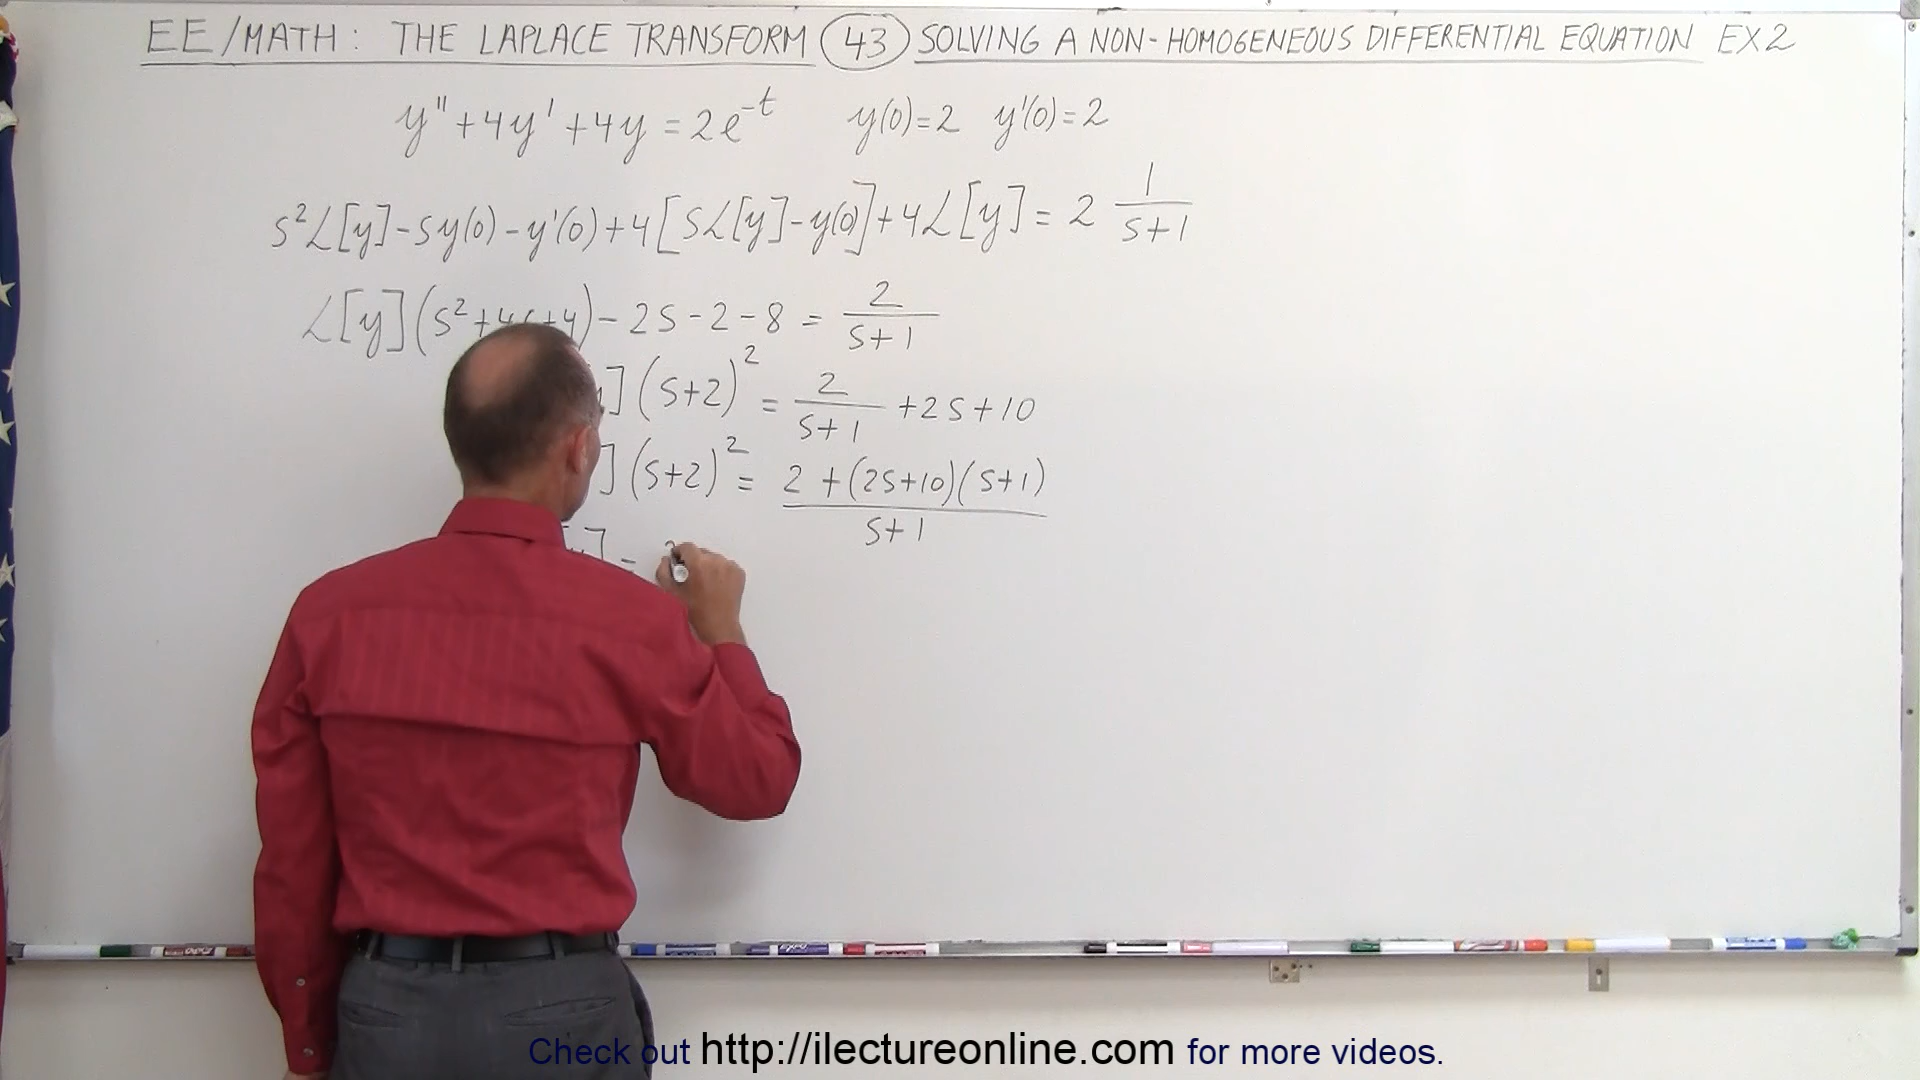 EE/MATH: THE LAPLACE TRANSFORM 43 SOLVING A NON-HOMOGENEOUS DIFFERENTIAL EQUATION EX 2
y" + 4y' + 4y = 2e^-t y(0)=2 y'(0)=2
s²ℒ[y] - sy(0) - y'(0) + 4[sℒ[y] - y(0)] + 4ℒ[y] = 2 1/(s+1)
ℒ[y](s²+4s+4) - 2s - 2 - 8 = 2/(s+1)
](s+2)² = 2/(s+1) + 2s + 10
](s+2)² = (2 + (2s+10)(s+1))/(s+1)
] =
Check out http://ilectureonline.com for more videos.